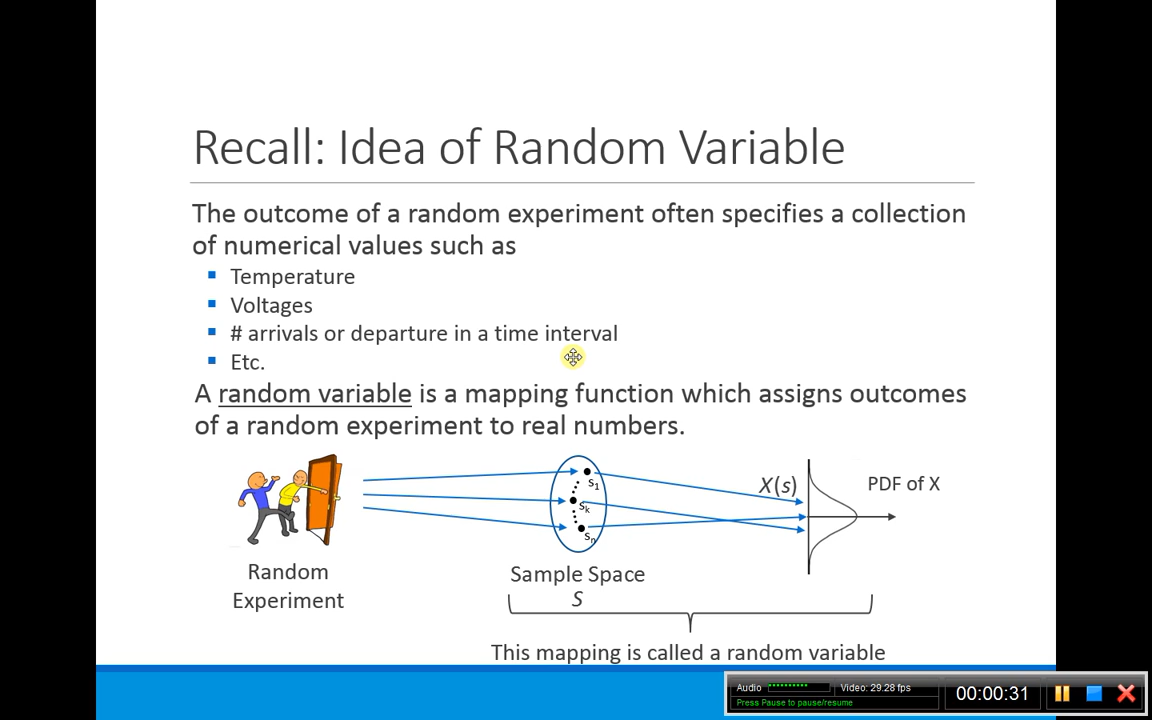 Recall: Idea of Random Variable
The outcome of a random experiment often specifies a collection
of numerical values such as
Temperature
Voltages
# arrivals or departure in a time interval
Etc.
A random variable is a mapping function which assigns outcomes
of a random experiment to real numbers.
s1
sk
sn
X(s)
PDF of X
Random
Experiment
Sample Space
S
This mapping is called a random variable
Audio
Video: 29.28 fps
Press Pause to pause/resume
00:00:31